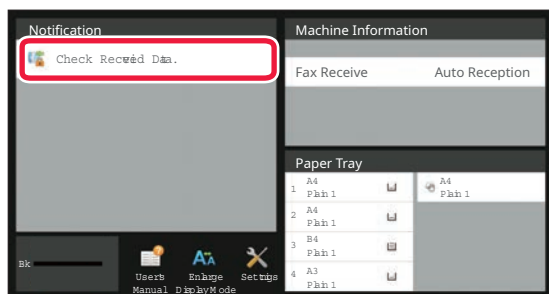 Notification
Check Received Data.
Machine Information
Fax Receive Auto Reception
Paper Tray
1 A4
Plain 1
A4
Plain 1
2 A4
Plain 1
3 B4
Plain 1
4 A3
Plain 1
Bk
User's
Manual
Enlarge
Display Mode
Settings